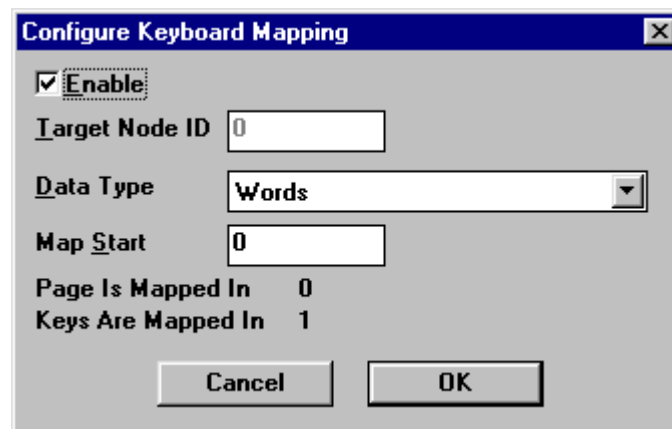 Configure Keyboard Mapping
Enable
Target Node ID 0
Data Type Words
Map Start 0
Page Is Mapped In 0
Keys Are Mapped In 1
Cancel OK